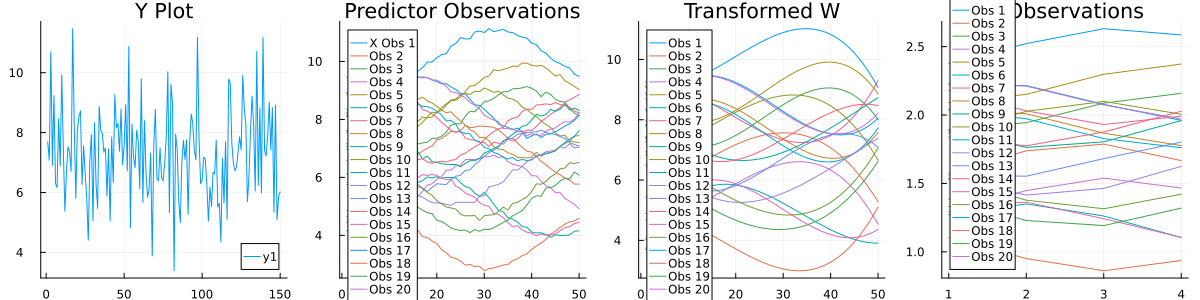 Y Plot
10
8
6
4
0
50
100
150
y1
Predictor Observations
10
8
6
4
0
20
30
40
50
X Obs 1
Obs 2
Obs 3
Obs 4
Obs 5
Obs 6
Obs 7
Obs 8
Obs 9
Obs 10
Obs 11
Obs 12
Obs 13
Obs 14
Obs 15
Obs 16
Obs 17
Obs 18
Obs 19
Obs 20
Transformed W
10
8
6
4
0
20
30
40
50
Obs 1
Obs 2
Obs 3
Obs 4
Obs 5
Obs 6
Obs 7
Obs 8
Obs 9
Obs 10
Obs 11
Obs 12
Obs 13
Obs 14
Obs 15
Obs 16
Obs 17
Obs 18
Obs 19
Obs 20
Observations
2.5
2.0
1.5
1.0
1
2
3
4
Obs 1
Obs 2
Obs 3
Obs 4
Obs 5
Obs 6
Obs 7
Obs 8
Obs 9
Obs 10
Obs 11
Obs 12
Obs 13
Obs 14
Obs 15
Obs 16
Obs 17
Obs 18
Obs 19
Obs 20